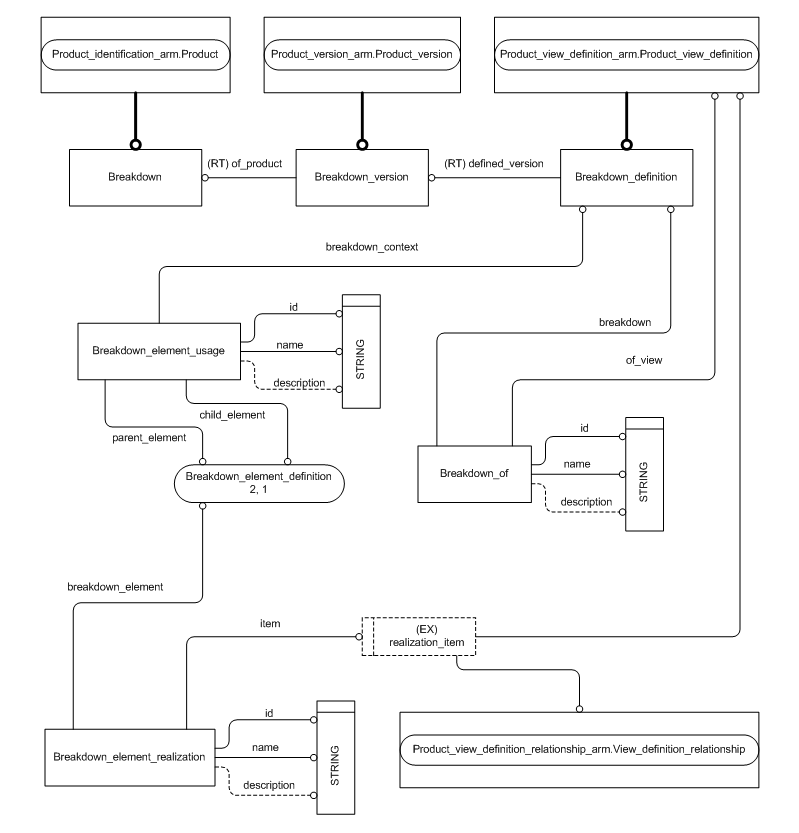 Product_identification_arm.Product
Product_version_arm.Product_version
Product_view_definition_arm.Product_view_definition
Breakdown
(RT) of_product
Breakdown_version
(RT) defined_version
Breakdown_definition
breakdown_context
Breakdown_element_usage
id
name
description
STRING
breakdown
of_view
parent_element
child_element
Breakdown_element_definition
2, 1
Breakdown_of
id
name
description
STRING
breakdown_element
item
(EX)
realization_item
Breakdown_element_realization
id
name
description
STRING
Product_view_definition_relationship_arm.View_definition_relationship